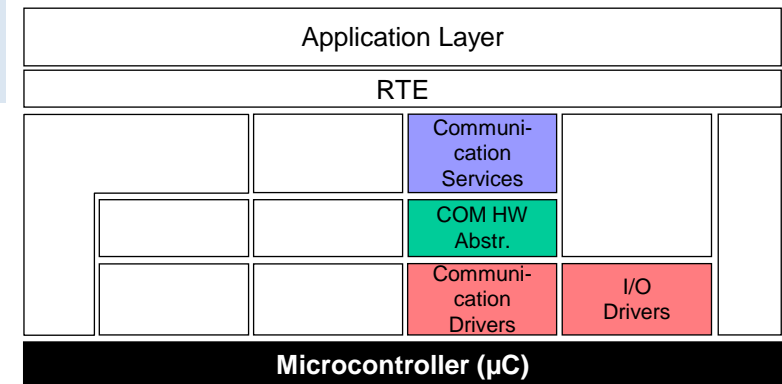 Application Layer
RTE
Communi-
cation
Services
COM HW
Abstr.
Communi-
cation
Drivers
I/O
Drivers
Microcontroller (µC)